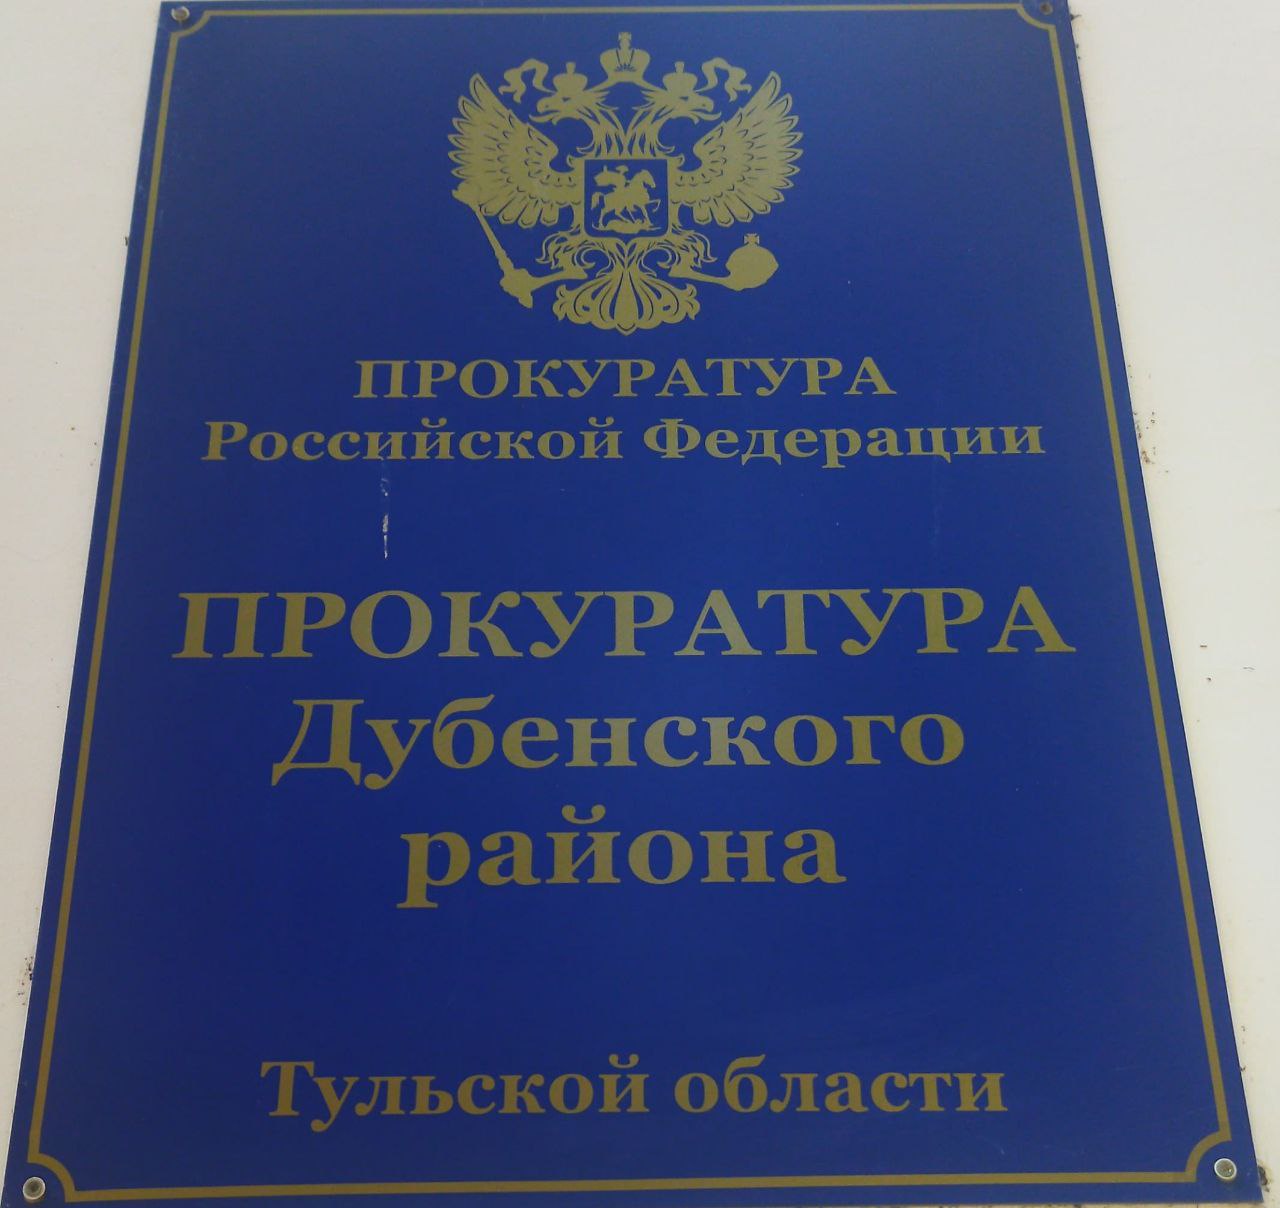 ПРОКУРАТУРА
Российской Федерации
ПРОКУРАТУРА
Дубенского
района
Тульской области